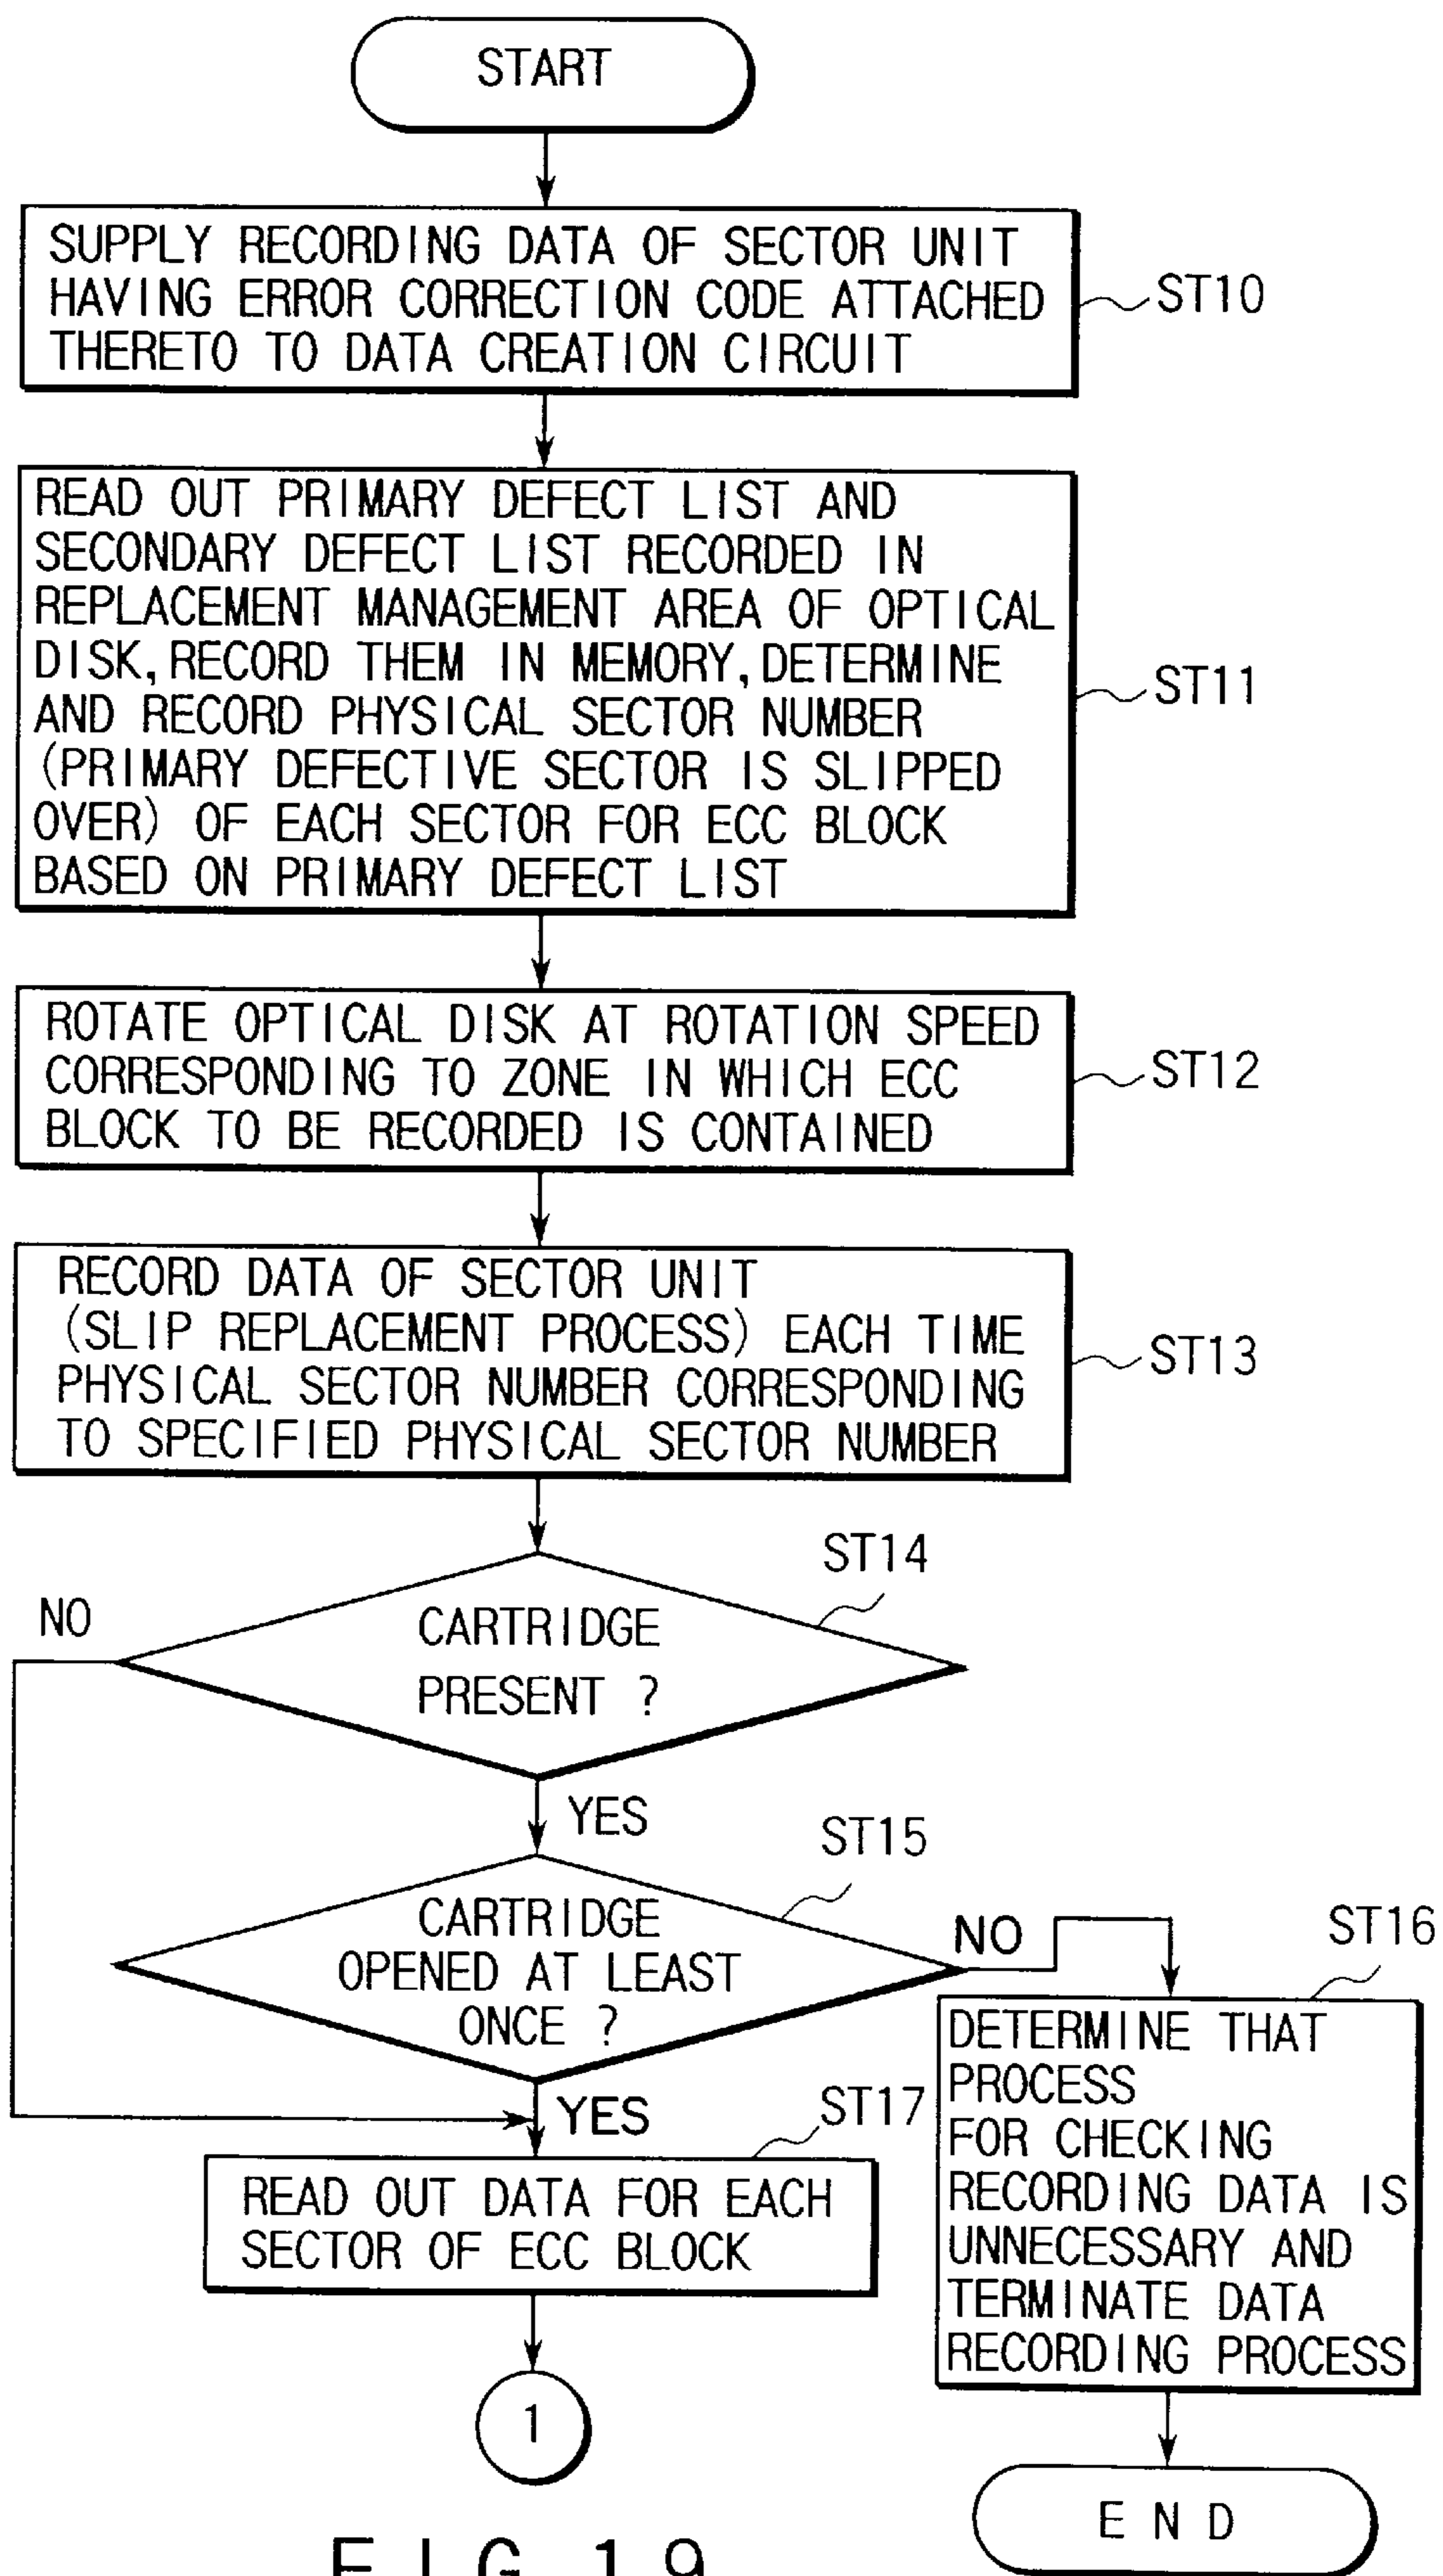 START
SUPPLY RECORDING DATA OF SECTOR UNIT
HAVING ERROR CORRECTION CODE ATTACHED
THERETO TO DATA CREATION CIRCUIT
ST10
READ OUT PRIMARY DEFECT LIST AND
SECONDARY DEFECT LIST RECORDED IN
REPLACEMENT MANAGEMENT AREA OF OPTICAL
DISK, RECORD THEM IN MEMORY, DETERMINE
AND RECORD PHYSICAL SECTOR NUMBER
(PRIMARY DEFECTIVE SECTOR IS SLIPPED
OVER) OF EACH SECTOR FOR ECC BLOCK
BASED ON PRIMARY DEFECT LIST
ST11
ROTATE OPTICAL DISK AT ROTATION SPEED
CORRESPONDING TO ZONE IN WHICH ECC
BLOCK TO BE RECORDED IS CONTAINED
ST12
RECORD DATA OF SECTOR UNIT
(SLIP REPLACEMENT PROCESS) EACH TIME
PHYSICAL SECTOR NUMBER CORRESPONDING
TO SPECIFIED PHYSICAL SECTOR NUMBER
ST13
ST14
NO
CARTRIDGE
PRESENT ?
YES
ST15
CARTRIDGE
OPENED AT LEAST
ONCE ?
NO
ST16
DETERMINE THAT
PROCESS
FOR CHECKING
RECORDING DATA IS
UNNECESSARY AND
TERMINATE DATA
RECORDING PROCESS
YES
ST17
READ OUT DATA FOR EACH
SECTOR OF ECC BLOCK
1
END
FIG.19